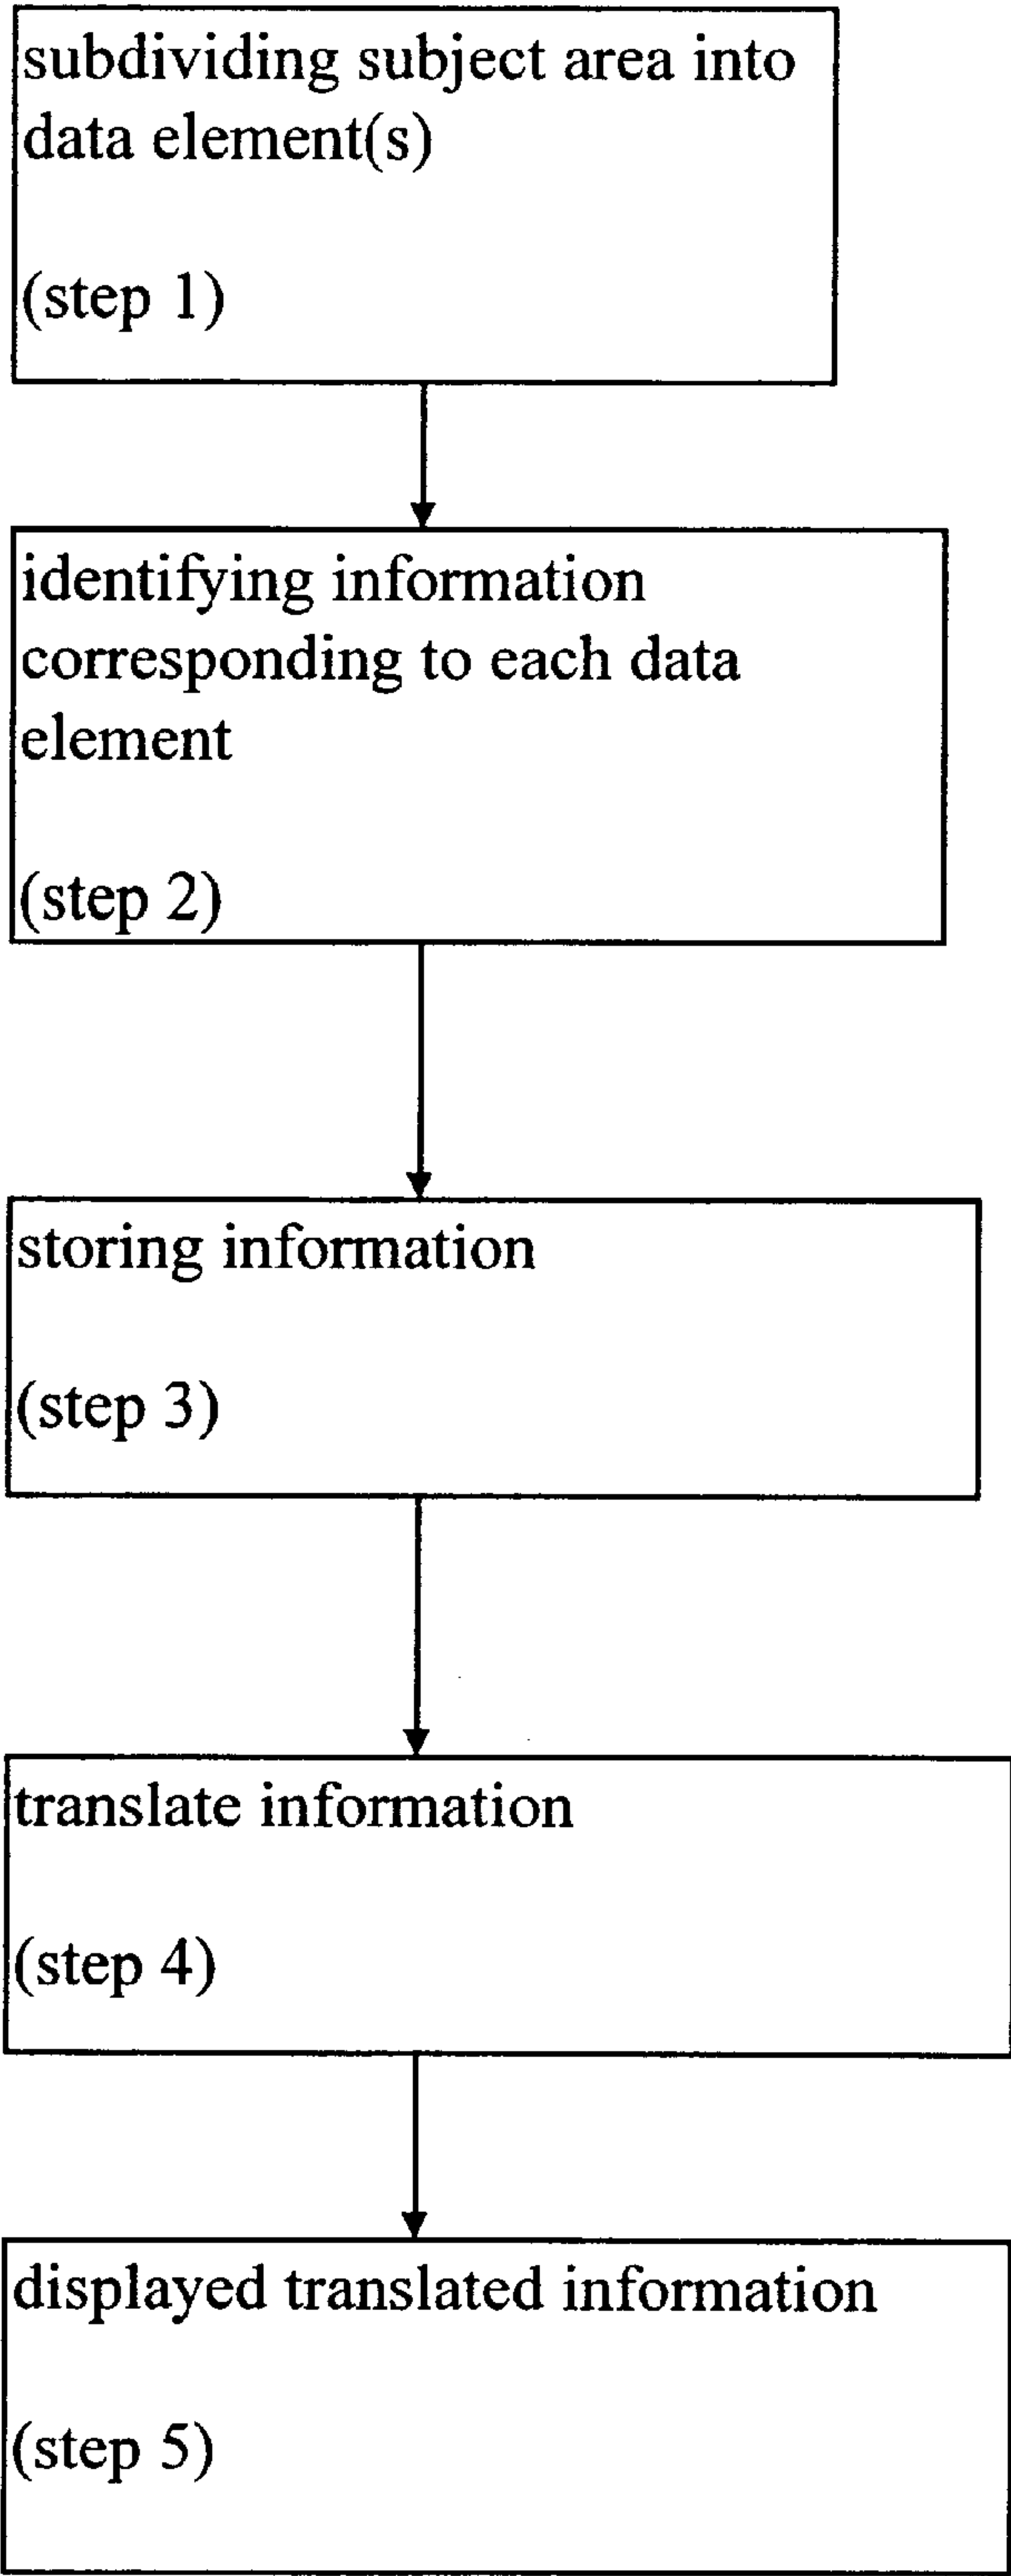 subdividing subject area into
data element(s)
(step 1)
identifying information
corresponding to each data
element
(step 2)
storing information
(step 3)
translate information
(step 4)
displayed translated information
(step 5)